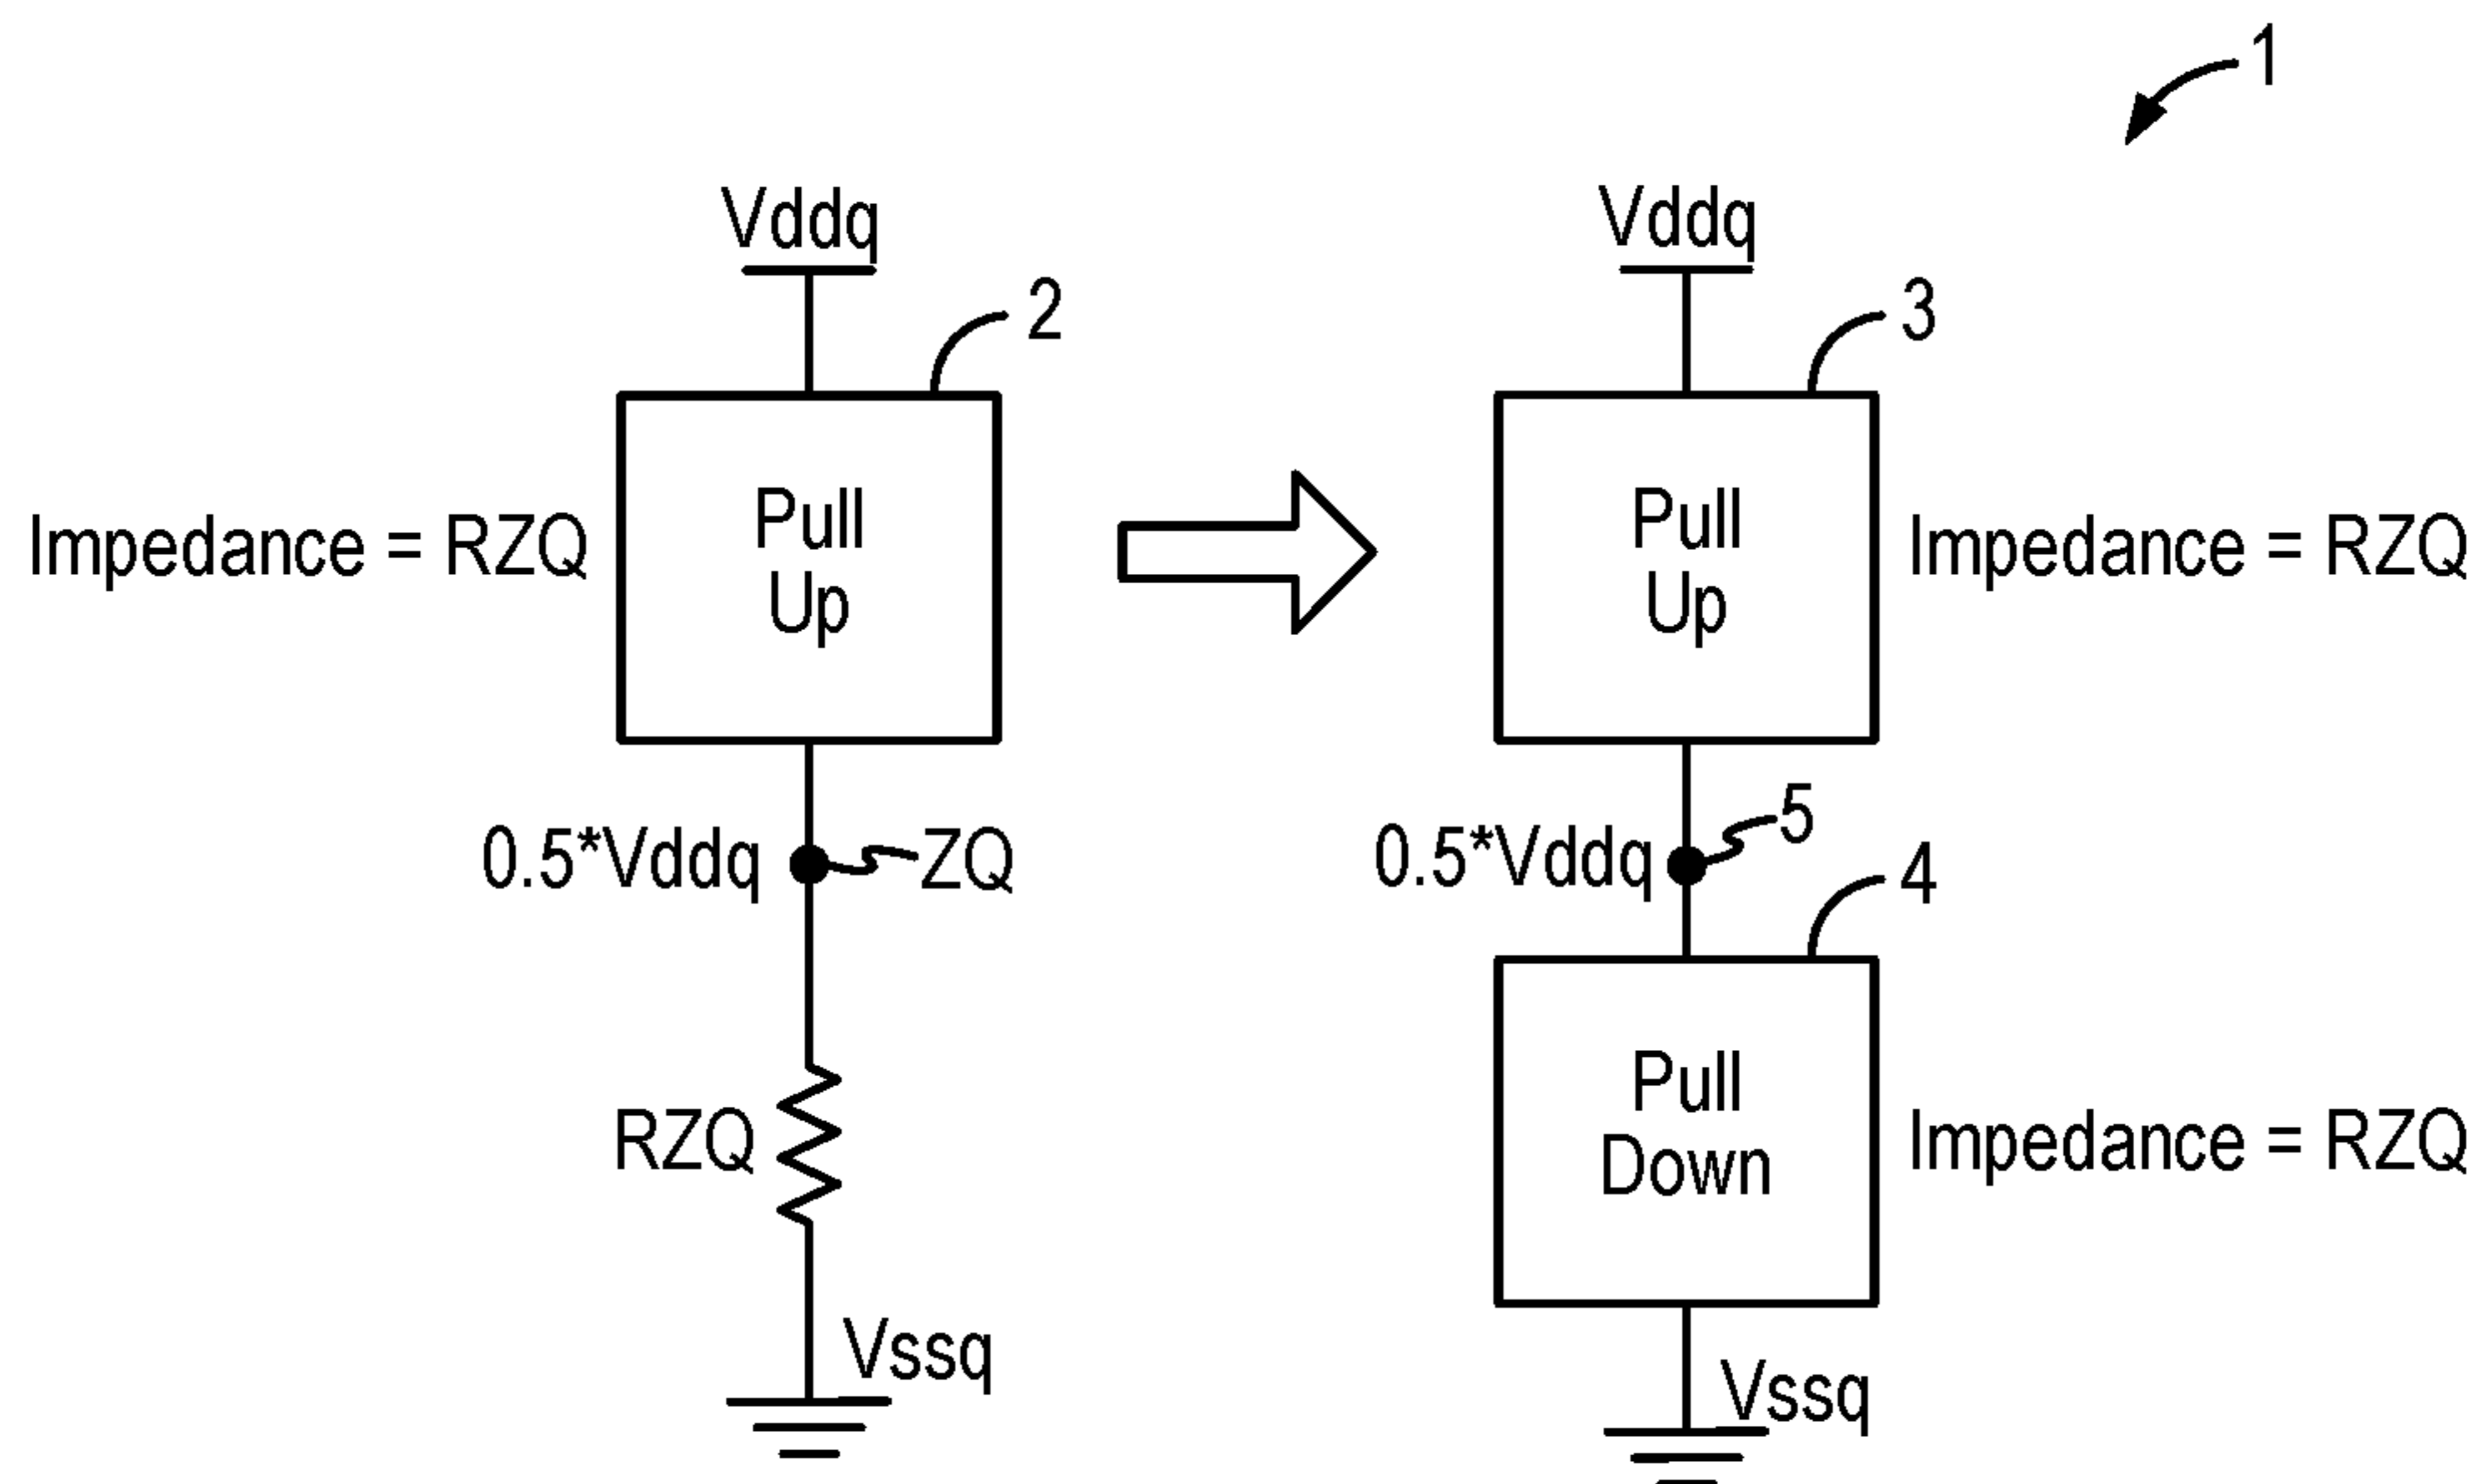 1
Vddq
2
Impedance = RZQ
Pull
Up
0.5*Vddq
ZQ
RZQ
Vssq
Vddq
3
Pull
Up
Impedance = RZQ
0.5*Vddq
5
4
Pull
Down
Impedance = RZQ
Vssq